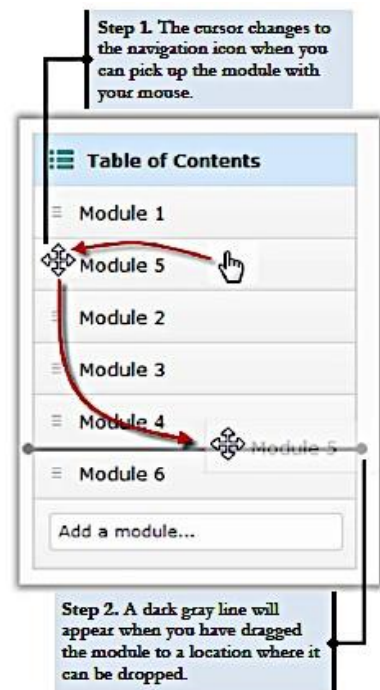 Step 1. The cursor changes to
the navigation icon when you
can pick up the module with
your mouse.
Table of Contents
Module 1
Module 5
Module 2
Module 3
Module 4
Module 5
Module 6
Add a module...
Step 2. A dark gray line will
appear when you have dragged
the module to a location where it
can be dropped.